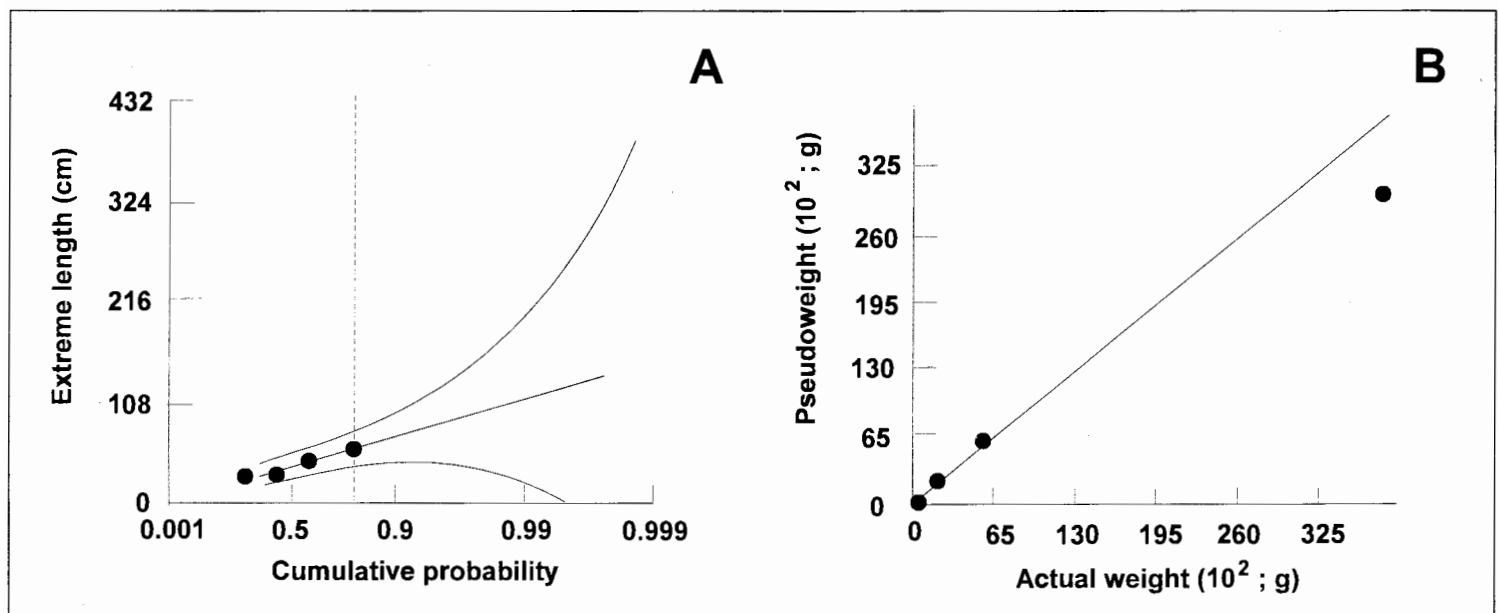 A
432
324
216
108
0
Extreme length (cm)
0.001 0.5 0.9 0.99 0.999
Cumulative probability
B
325
260
195
130
65
0
Pseudoweight (10² ; g)
0 65 130 195 260 325
Actual weight (10² ; g)